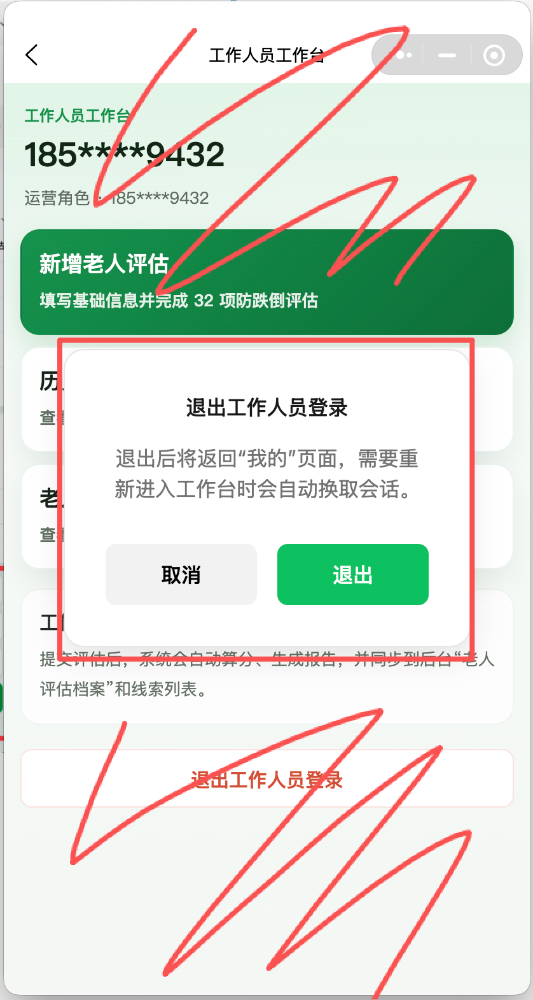 工作人员工作台
工作人员工作台
185****9432
运营角色 · 185****9432
新增老人评估
填写基础信息并完成 32 项防跌倒评估
历
查
老
查
退出工作人员登录
退出后将返回“我的”页面，需要重
新进入工作台时会自动换取会话。
取消
退出
工
提交评估后，系统会自动算分、生成报告，并同步到后台“老人
评估档案”和线索列表。
退出工作人员登录